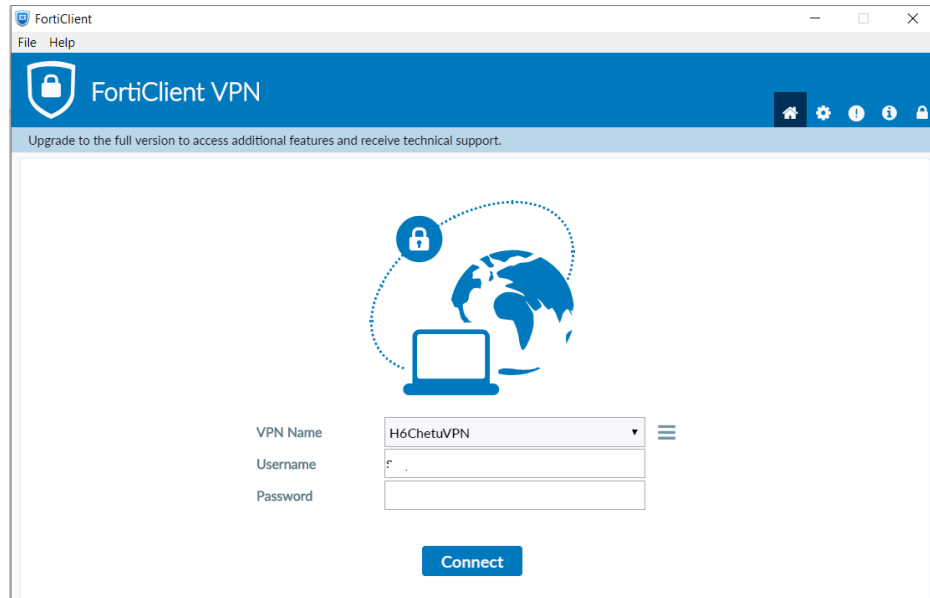 FortiClient
File Help
FortiClient VPN
Upgrade to the full version to access additional features and receive technical support.
VPN Name H6ChetuVPN
Username
Password
Connect